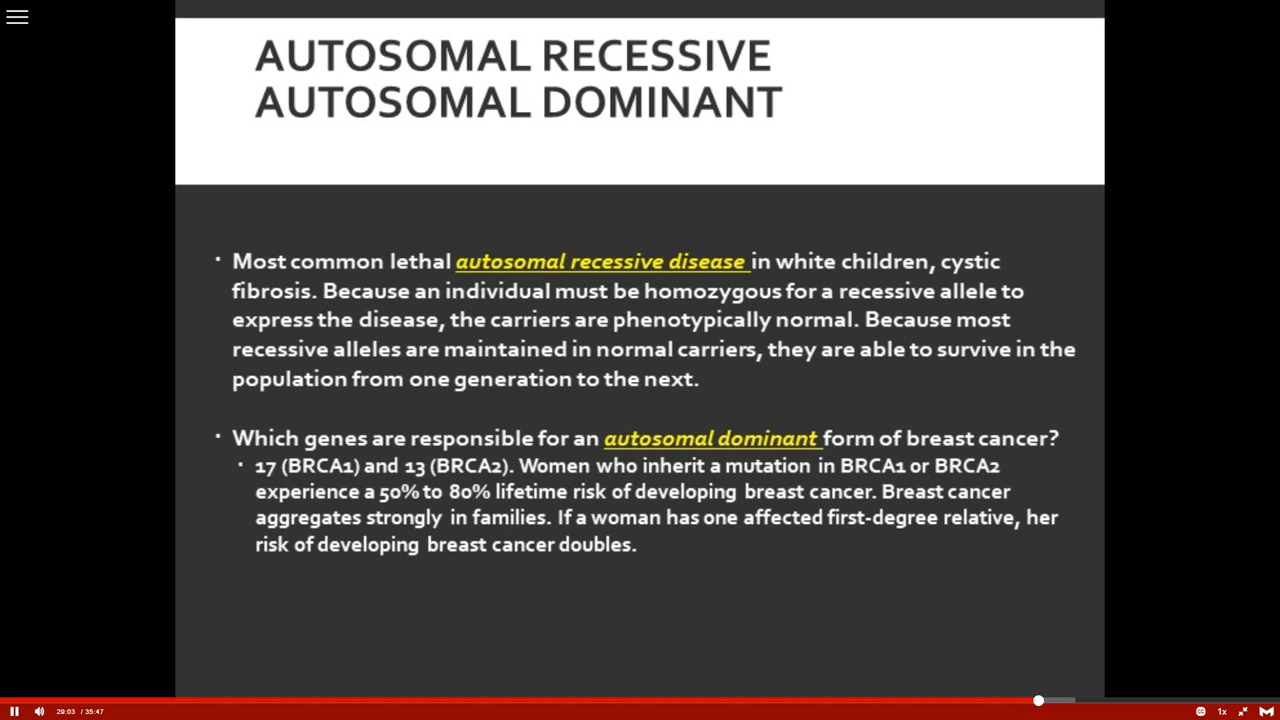 AUTOSOMAL RECESSIVE
AUTOSOMAL DOMINANT
▪ Most common lethal autosomal recessive disease in white children, cystic
fibrosis. Because an individual must be homozygous for a recessive allele to
express the disease, the carriers are phenotypically normal. Because most
recessive alleles are maintained in normal carriers, they are able to survive in the
population from one generation to the next.
▪ Which genes are responsible for an autosomal dominant form of breast cancer?
▪ 17 (BRCA1) and 13 (BRCA2). Women who inherit a mutation in BRCA1 or BRCA2
experience a 50% to 80% lifetime risk of developing breast cancer. Breast cancer
aggregates strongly in families. If a woman has one affected first-degree relative, her
risk of developing breast cancer doubles.
29:03 / 35:47
1x